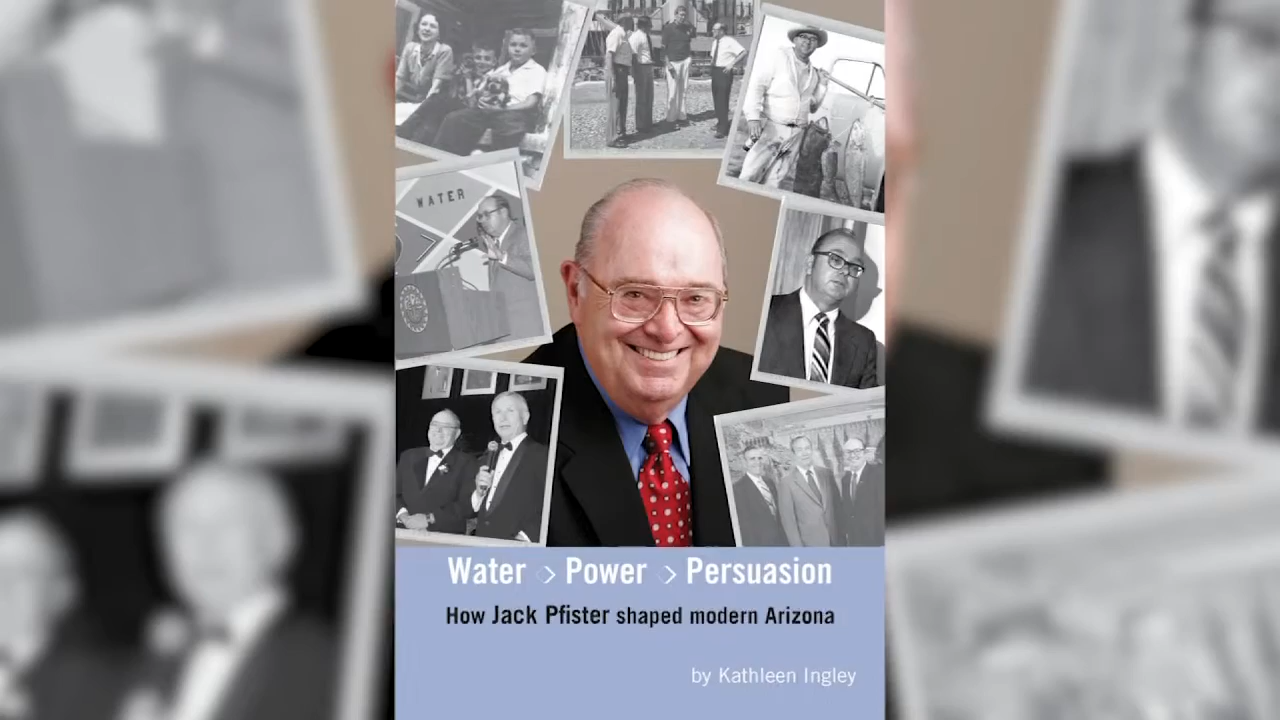 WATER
Water > Power > Persuasion
How Jack Pfister shaped modern Arizona
by Kathleen Ingley